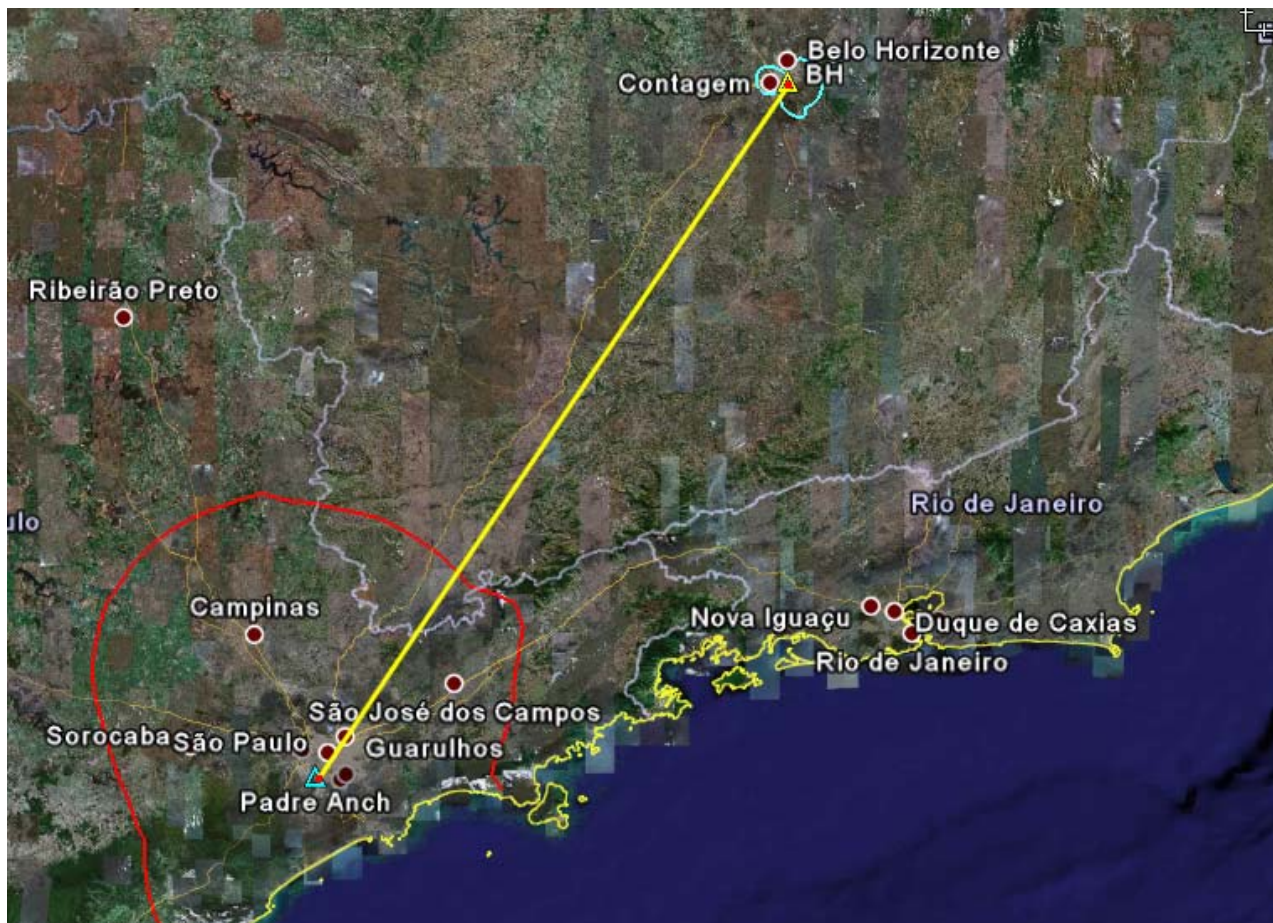 Belo Horizonte
Contagem
BH
Ribeirão Preto
ulo
Rio de Janeiro
Campinas
Nova Iguaçu
Duque de Caxias
Rio de Janeiro
São José dos Campos
Sorocaba
São Paulo
Guarulhos
Padre Anch